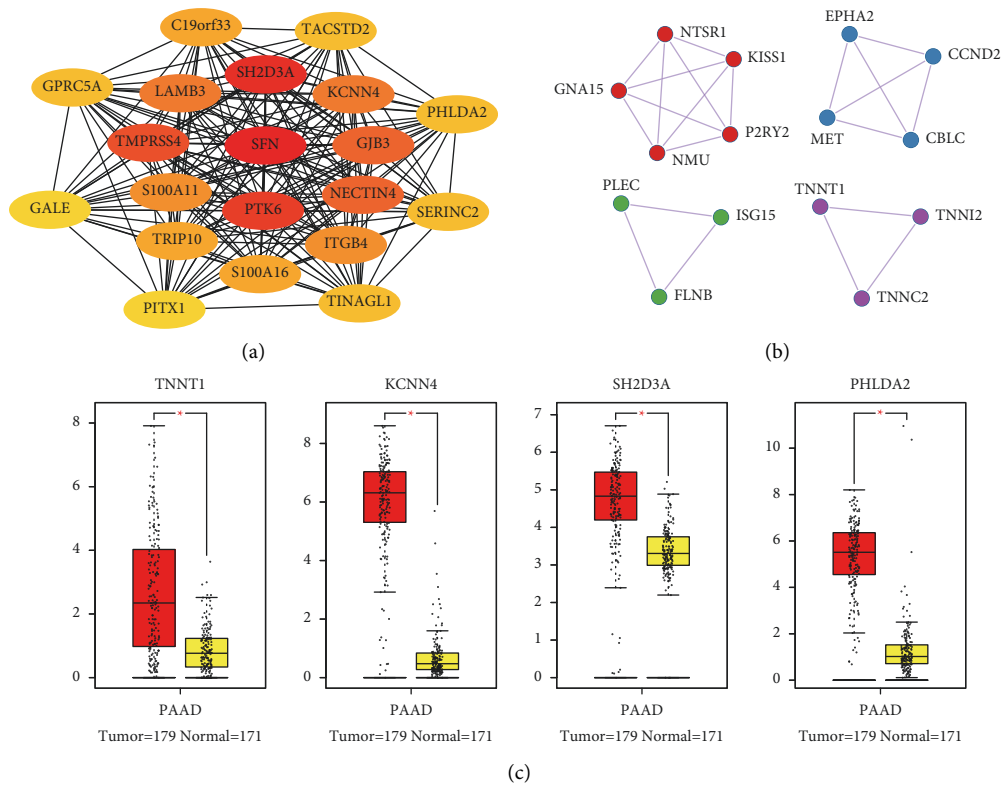 C19orf33
TACSTD2
SH2D3A
GPRC5A
LAMB3
KCNN4
PHLDA2
TMPRSS4
SFN
GJB3
S100A11
NECTIN4
GALE
PTK6
SERINC2
TRIP10
ITGB4
S100A16
PITX1
TINAGL1
(a)
NTSR1
KISS1
GNA15
P2RY2
NMU
EPHA2
CCND2
MET
CBLC
PLEC
ISG15
FLNB
TNNT1
TNNI2
TNNC2
(b)
TNNT1
8
6
4
2
0
*
PAAD
Tumor=179 Normal=171
KCNN4
8
6
4
2
0
*
PAAD
Tumor=179 Normal=171
SH2D3A
7
6
5
4
3
2
1
0
*
PAAD
Tumor=179 Normal=171
PHLDA2
10
8
6
4
2
0
*
PAAD
Tumor=179 Normal=171
(c)